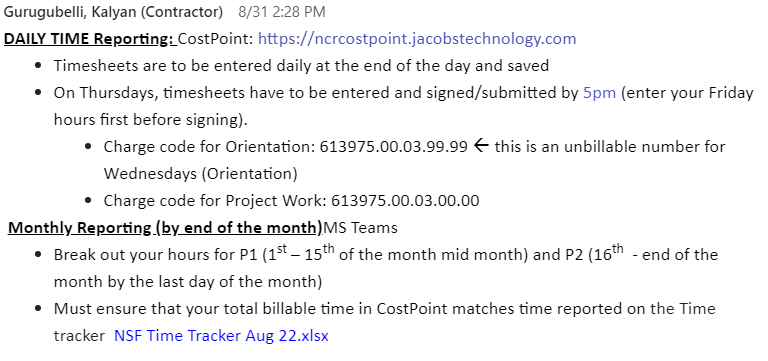 Gurugubelli, Kalyan (Contractor) 8/31 2:28 PM
DAILY TIME Reporting: CostPoint: https://ncrcostpoint.jacobstechnology.com
• Timesheets are to be entered daily at the end of the day and saved
• On Thursdays, timesheets have to be entered and signed/submitted by 5pm (enter your Friday
hours first before signing).
• Charge code for Orientation: 613975.00.03.99.99 ← this is an unbillable number for
Wednesdays (Orientation)
• Charge code for Project Work: 613975.00.03.00.00
Monthly Reporting (by end of the month)MS Teams
• Break out your hours for P1 (1st – 15th of the month mid month) and P2 (16th - end of the
month by the last day of the month)
• Must ensure that your total billable time in CostPoint matches time reported on the Time
tracker NSF Time Tracker Aug 22.xlsx